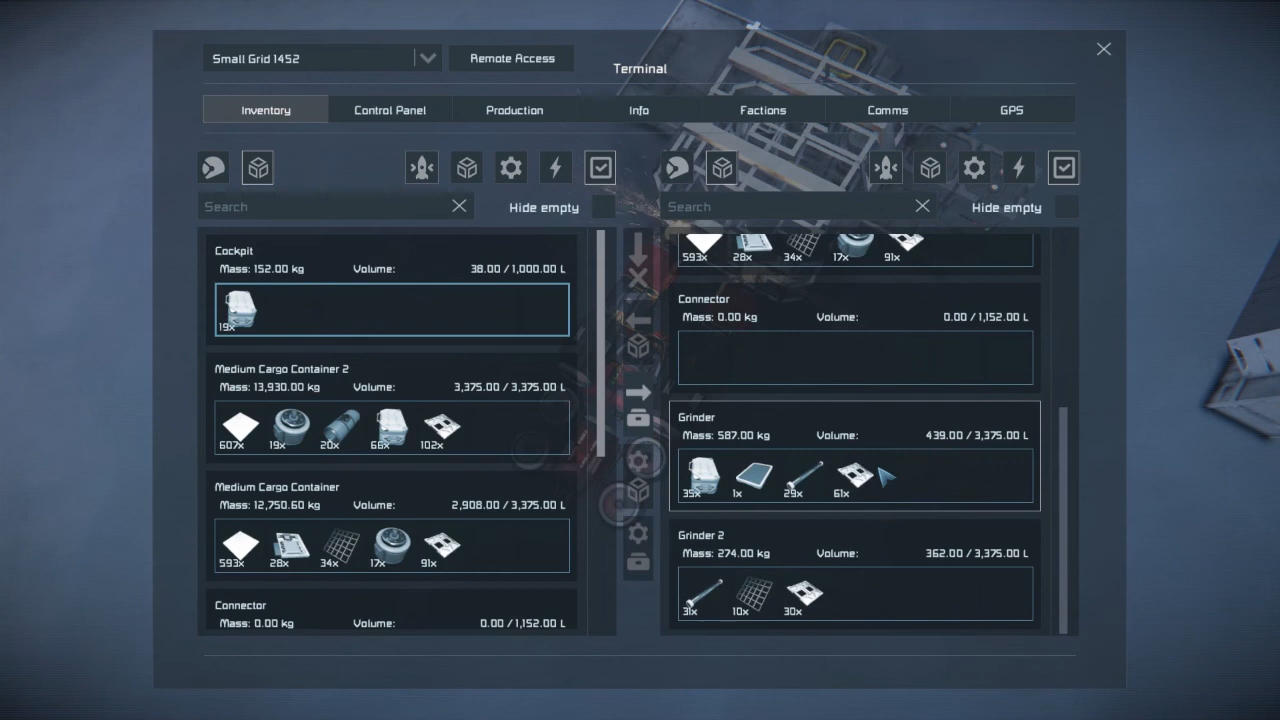 Small Grid 1452
Remote Access
Terminal
Inventory
Control Panel
Production
Info
Factions
Comms
GPS
Search
Hide empty
Cockpit
Mass: 152.00 kg Volume: 38.00 / 1,000.00 L
19x
Medium Cargo Container 2
Mass: 13,930.00 kg Volume: 3,375.00 / 3,375.00 L
607x 19x 20x 66x 102x
Medium Cargo Container
Mass: 12,750.60 kg Volume: 2,908.00 / 3,375.00 L
593x 28x 34x 17x 91x
Connector
Mass: 0.00 kg Volume: 0.00 / 1,152.00 L
Search
Hide empty
593x 28x 34x 17x 91x
Connector
Mass: 0.00 kg Volume: 0.00 / 1,152.00 L
Grinder
Mass: 587.00 kg Volume: 439.00 / 3,375.00 L
35x 1x 29x 61x
Grinder 2
Mass: 274.00 kg Volume: 362.00 / 3,375.00 L
31x 10x 30x